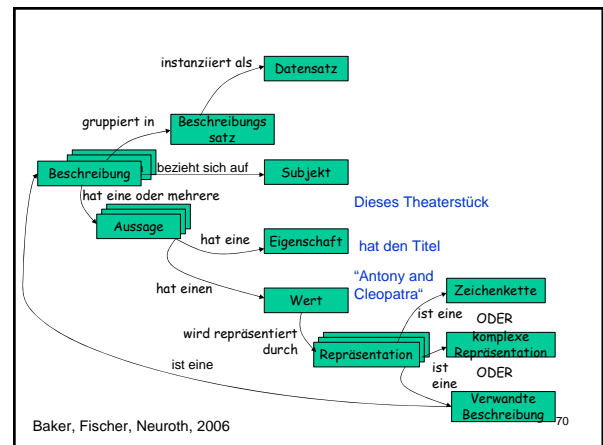 instanziiert als
Datensatz
gruppiert in
Beschreibungs
satz
Beschreibung
bezieht sich auf
Subjekt
Dieses Theaterstück
hat eine oder mehrere
Aussage
hat eine
Eigenschaft
hat den Titel
hat einen
Wert
“Antony and
Cleopatra“
Zeichenkette
ist eine
ODER
wird repräsentiert
durch
Repräsentation
komplexe
Repräsentation
ist
eine
ODER
ist eine
Verwandte
Beschreibung
70
Baker, Fischer, Neuroth, 2006